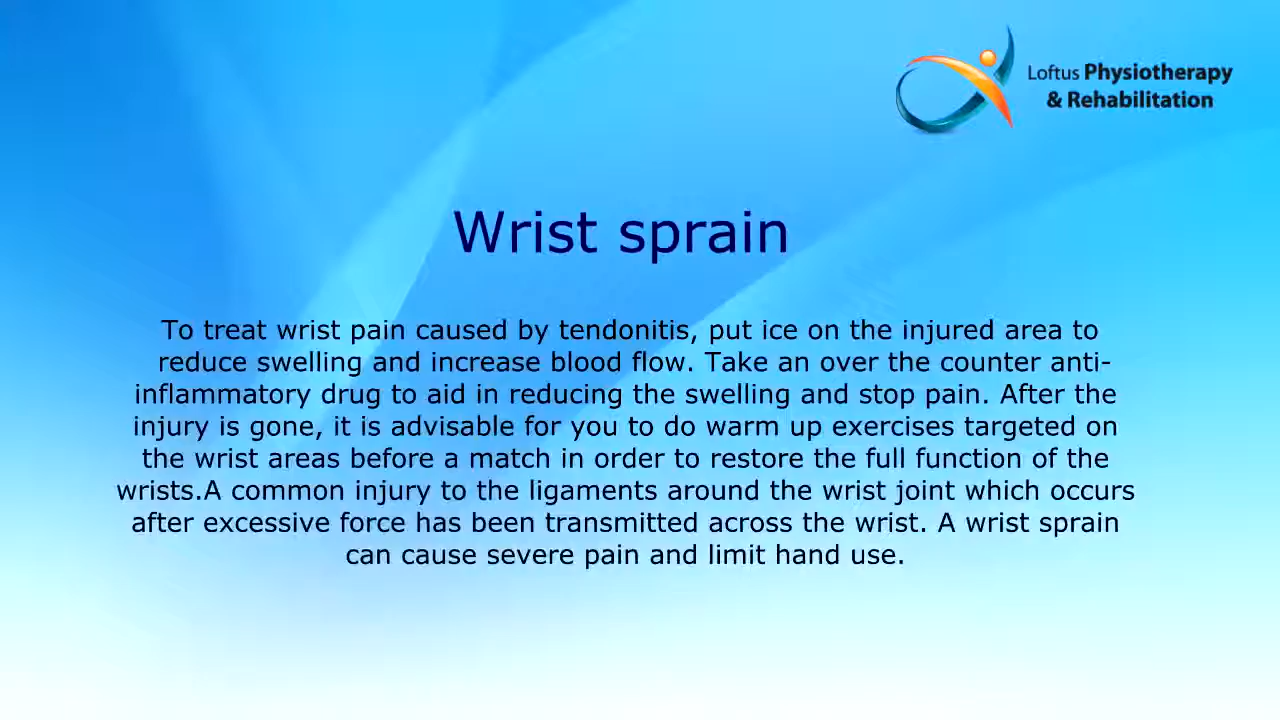 Loftus Physiotherapy
& Rehabilitation
Wrist sprain
To treat wrist pain caused by tendonitis, put ice on the injured area to
reduce swelling and increase blood flow. Take an over the counter anti-
inflammatory drug to aid in reducing the swelling and stop pain. After the
injury is gone, it is advisable for you to do warm up exercises targeted on
the wrist areas before a match in order to restore the full function of the
wrists.A common injury to the ligaments around the wrist joint which occurs
after excessive force has been transmitted across the wrist. A wrist sprain
can cause severe pain and limit hand use.